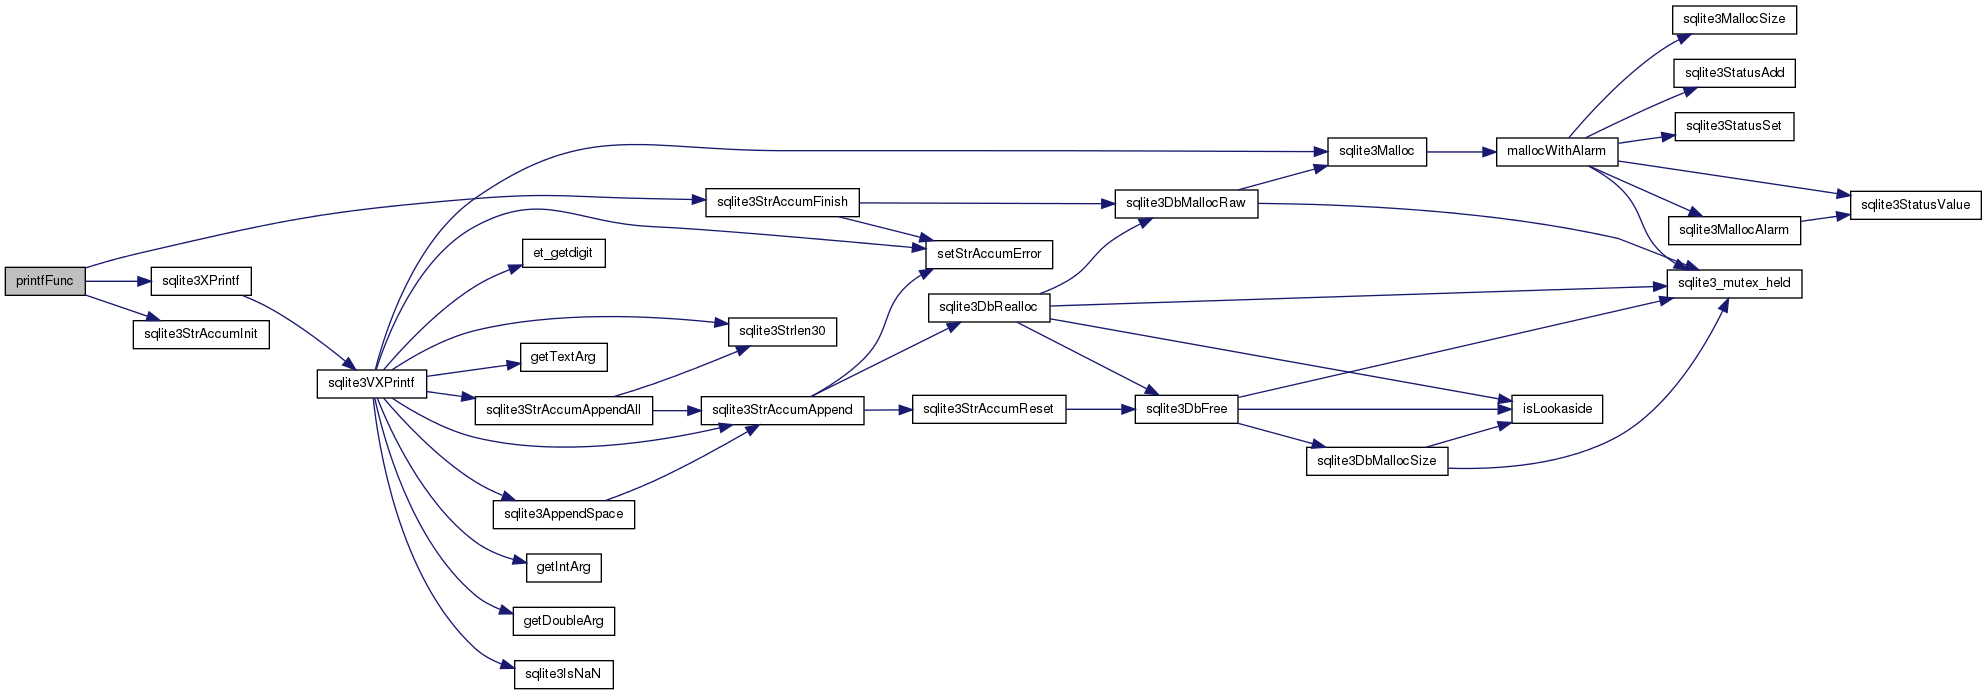 printfFunc
sqlite3XPrintf
sqlite3StrAccumInit
sqlite3VXPrintf
sqlite3StrAccumFinish
et_getdigit
sqlite3Strlen30
getTextArg
sqlite3StrAccumAppendAll
sqlite3StrAccumAppend
sqlite3AppendSpace
getIntArg
getDoubleArg
sqlite3IsNaN
setStrAccumError
sqlite3DbRealloc
sqlite3StrAccumReset
sqlite3DbMallocRaw
sqlite3DbFree
sqlite3DbMallocSize
sqlite3Malloc
mallocWithAlarm
isLookaside
sqlite3MallocSize
sqlite3StatusAdd
sqlite3StatusSet
sqlite3MallocAlarm
sqlite3_mutex_held
sqlite3StatusValue